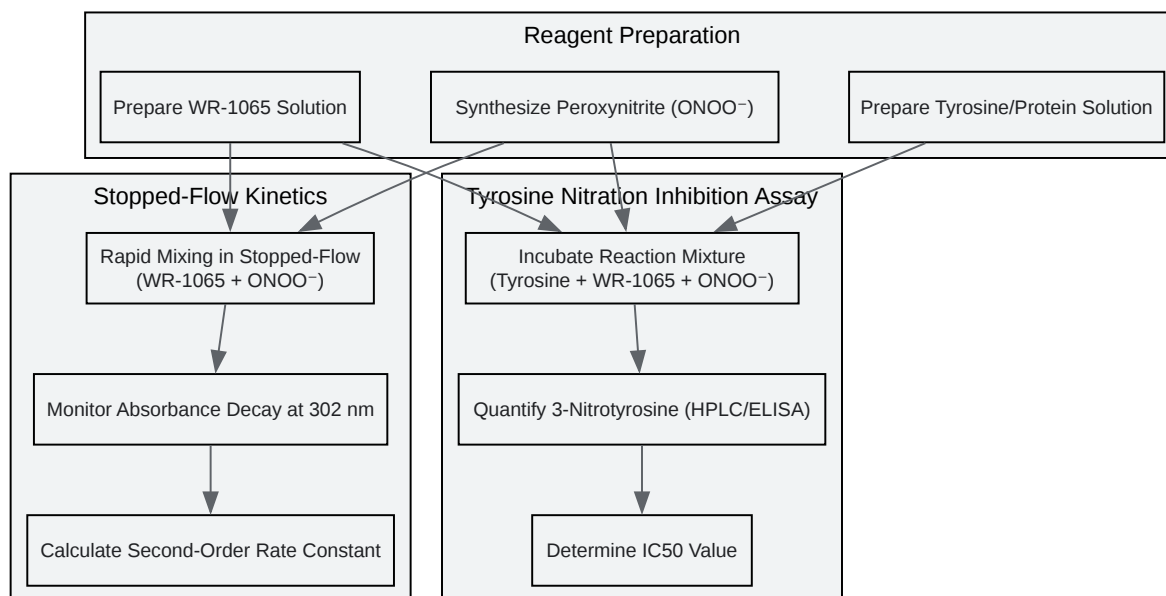 Reagent Preparation
Prepare WR-1065 Solution
Synthesize Peroxynitrite (ONOO⁻)
Prepare Tyrosine/Protein Solution
Stopped-Flow Kinetics
Rapid Mixing in Stopped-Flow
(WR-1065 + ONOO⁻)
Monitor Absorbance Decay at 302 nm
Calculate Second-Order Rate Constant
Tyrosine Nitration Inhibition Assay
Incubate Reaction Mixture
(Tyrosine + WR-1065 + ONOO⁻)
Quantify 3-Nitrotyrosine (HPLC/ELISA)
Determine IC50 Value